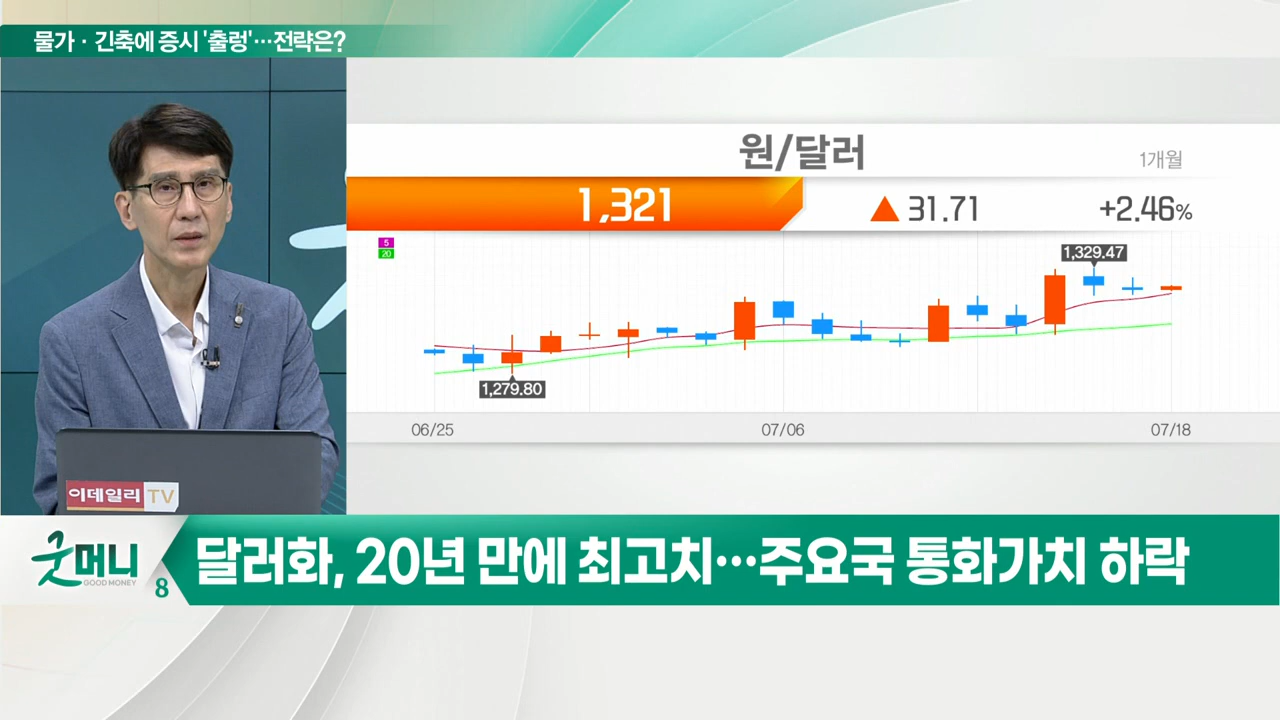 물가 · 긴축에 증시 '출렁'…전략은?
원/달러
1개월
1,321
▲ 31.71
+2.46%
5
20
1,329.47
1,279.80
06/25
07/06
07/18
이데일리 TV
굿머니
GOOD MONEY
8
달러화, 20년 만에 최고치…주요국 통화가치 하락